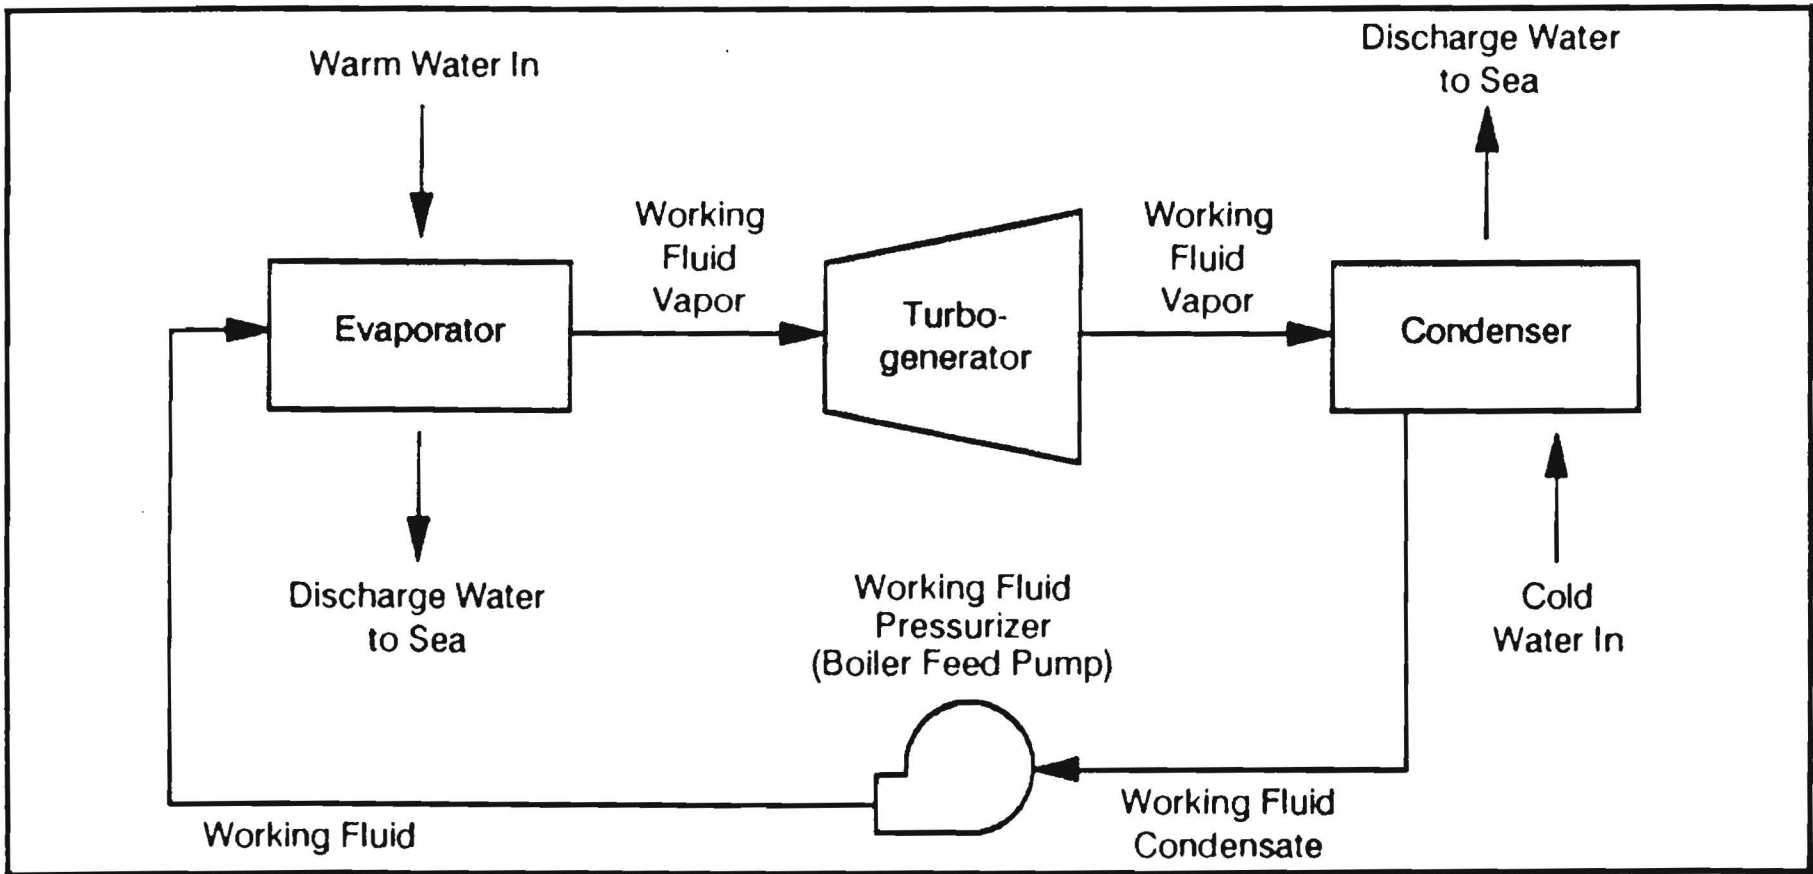 Warm Water In
Discharge Water
to Sea
Working
Fluid
Vapor
Working
Fluid
Vapor
Evaporator
Turbo-
generator
Condenser
Discharge Water
to Sea
Working Fluid
Pressurizer
(Boiler Feed Pump)
Cold
Water In
Working Fluid
Working Fluid
Condensate